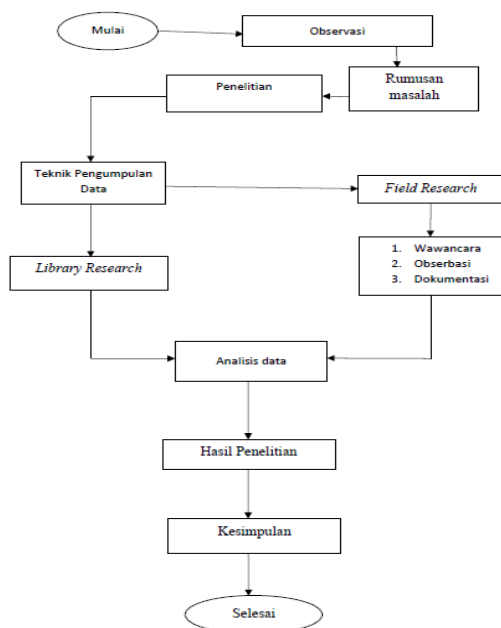 Mulai
Observasi
Rumusan
masalah
Penelitian
Teknik Pengumpulan
Data
Field Research
Library Research
1. Wawancara
2. Obserbasi
3. Dokumentasi
Analisis data
Hasil Penelitian
Kesimpulan
Selesai